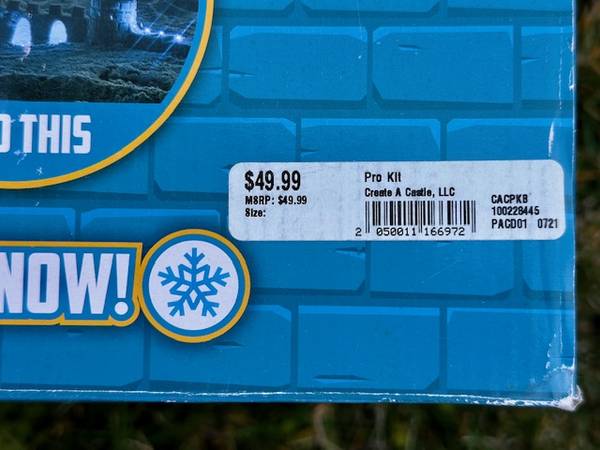 THIS
NOW!
$49.99
MSRP: $49.99
Size:
Pro Kit
Create A Castle, LLC
2 050011 166972
CACPKB
100228445
PACD01 0721